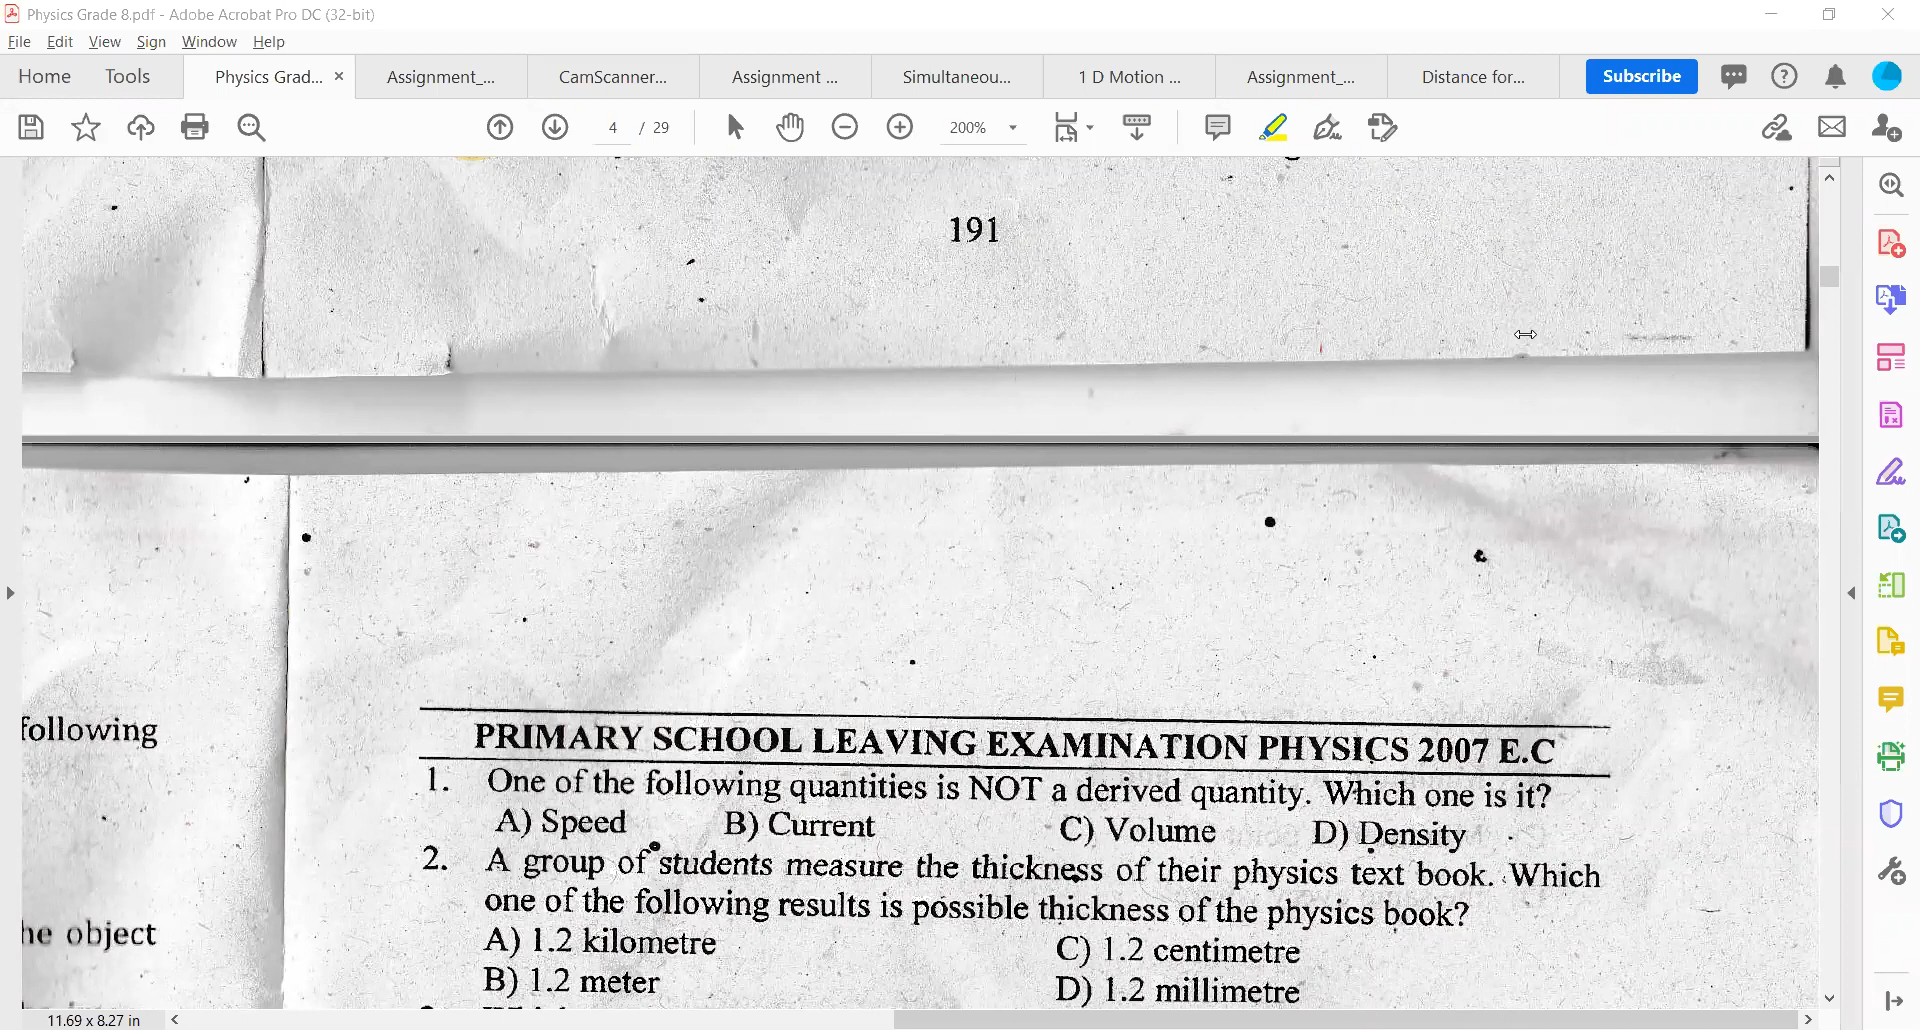 Physics Grade 8.pdf - Adobe Acrobat Pro DC (32-bit)
File Edit View Sign Window Help
Home Tools Physics Grad... × Assignment_... CamScanner... Assignment ... Simultaneou... 1 D Motion ... Assignment_... Distance for... Subscribe
4 / 29 200%
191
following
PRIMARY SCHOOL LEAVING EXAMINATION PHYSICS 2007 E.C
1. One of the following quantities is NOT a derived quantity. Which one is it?
A) Speed B) Current C) Volume D) Density
2. A group of students measure the thickness of their physics text book. Which
one of the following results is possible thickness of the physics book?
he object
A) 1.2 kilometre C) 1.2 centimetre
B) 1.2 meter D) 1.2 millimetre
11.69 x 8.27 in